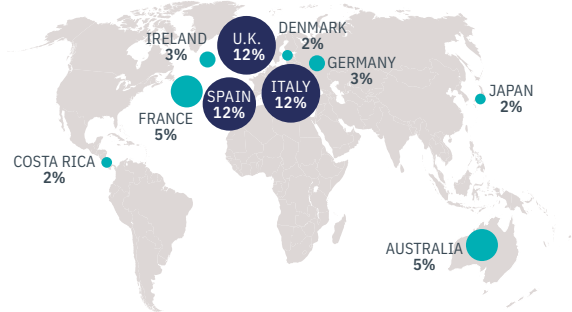 IRELAND
3%
U.K.
12%
DENMARK
2%
GERMANY
3%
SPAIN
12%
ITALY
12%
FRANCE
5%
JAPAN
2%
COSTA RICA
2%
AUSTRALIA
5%